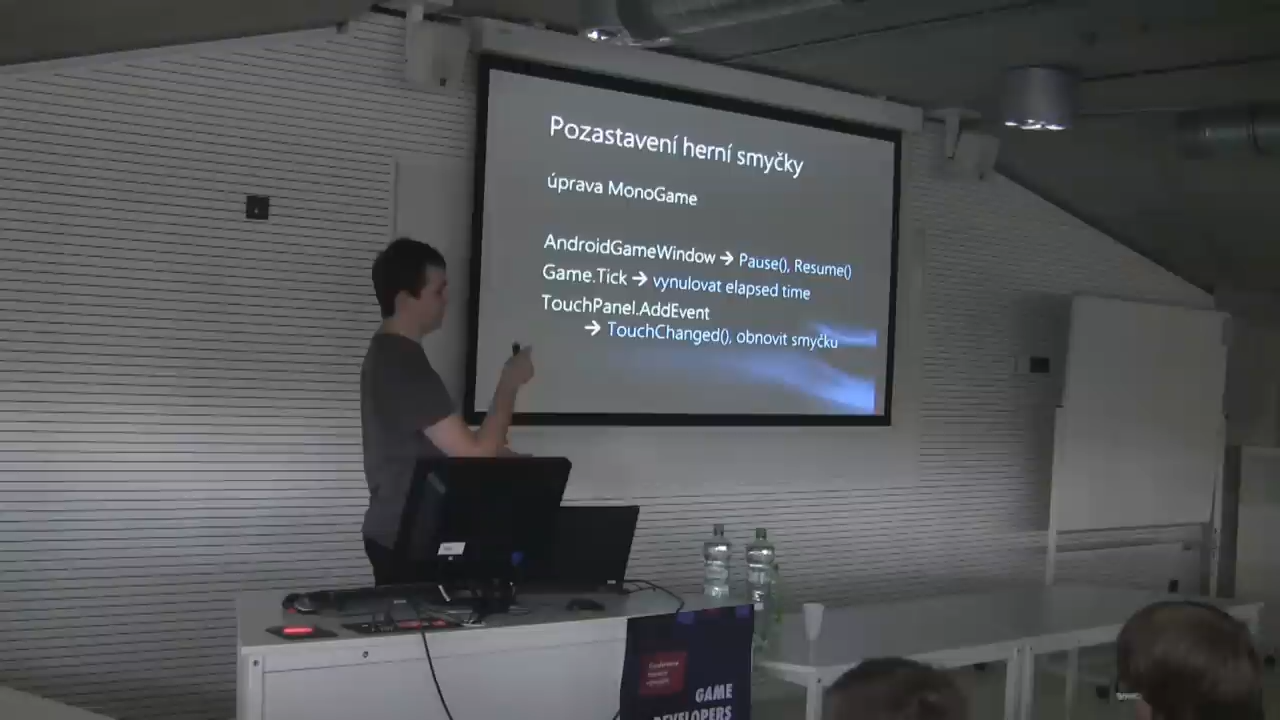 Pozastavení herní smyčky
úprava MonoGame
AndroidGameWindow → Pause(), Resume()
Game.Tick → vynulovat elapsed time
TouchPanel.AddEvent
→ TouchChanged(), obnovit smyčku
GAME
DEVELOPERS